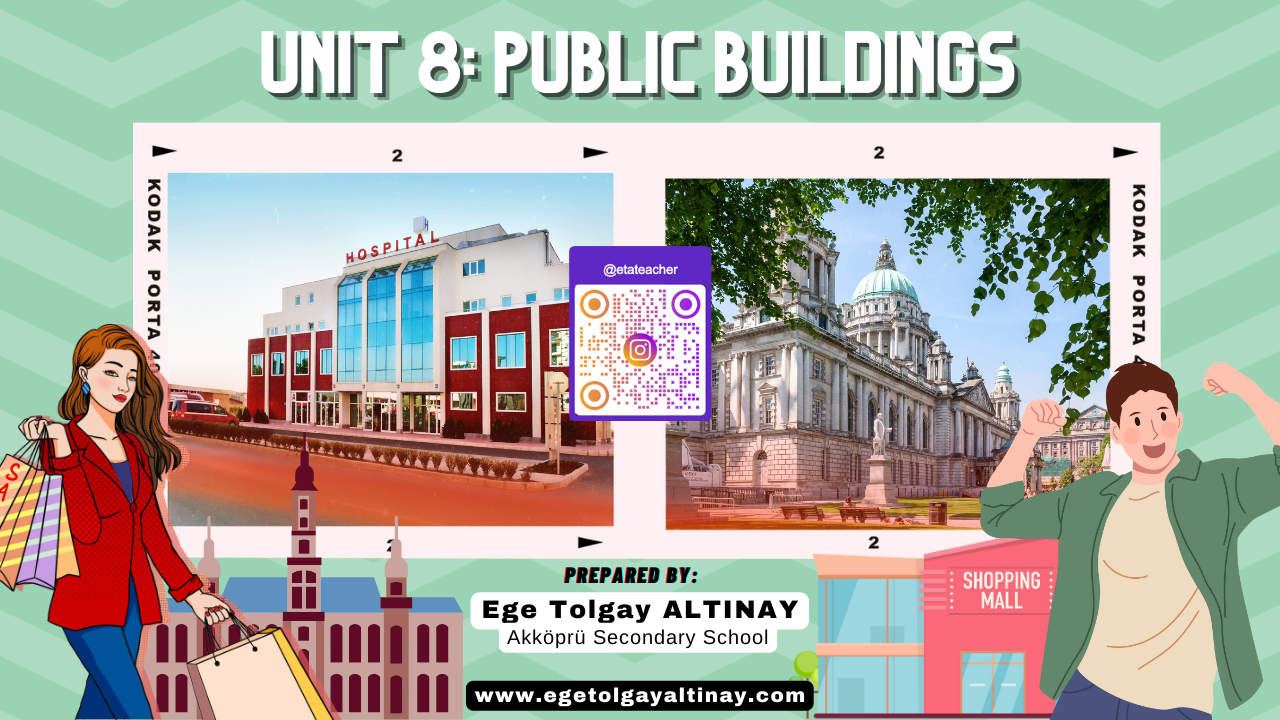 UNIT 8: PUBLIC BUILDINGS
2
2
KODAK PORTA
KODAK PORTA
HOSPITAL
@etateacher
SA
2
2
PREPARED BY:
Ege Tolgay ALTINAY
Akköprü Secondary School
SHOPPING
MALL
www.egetolgayaltinay.com